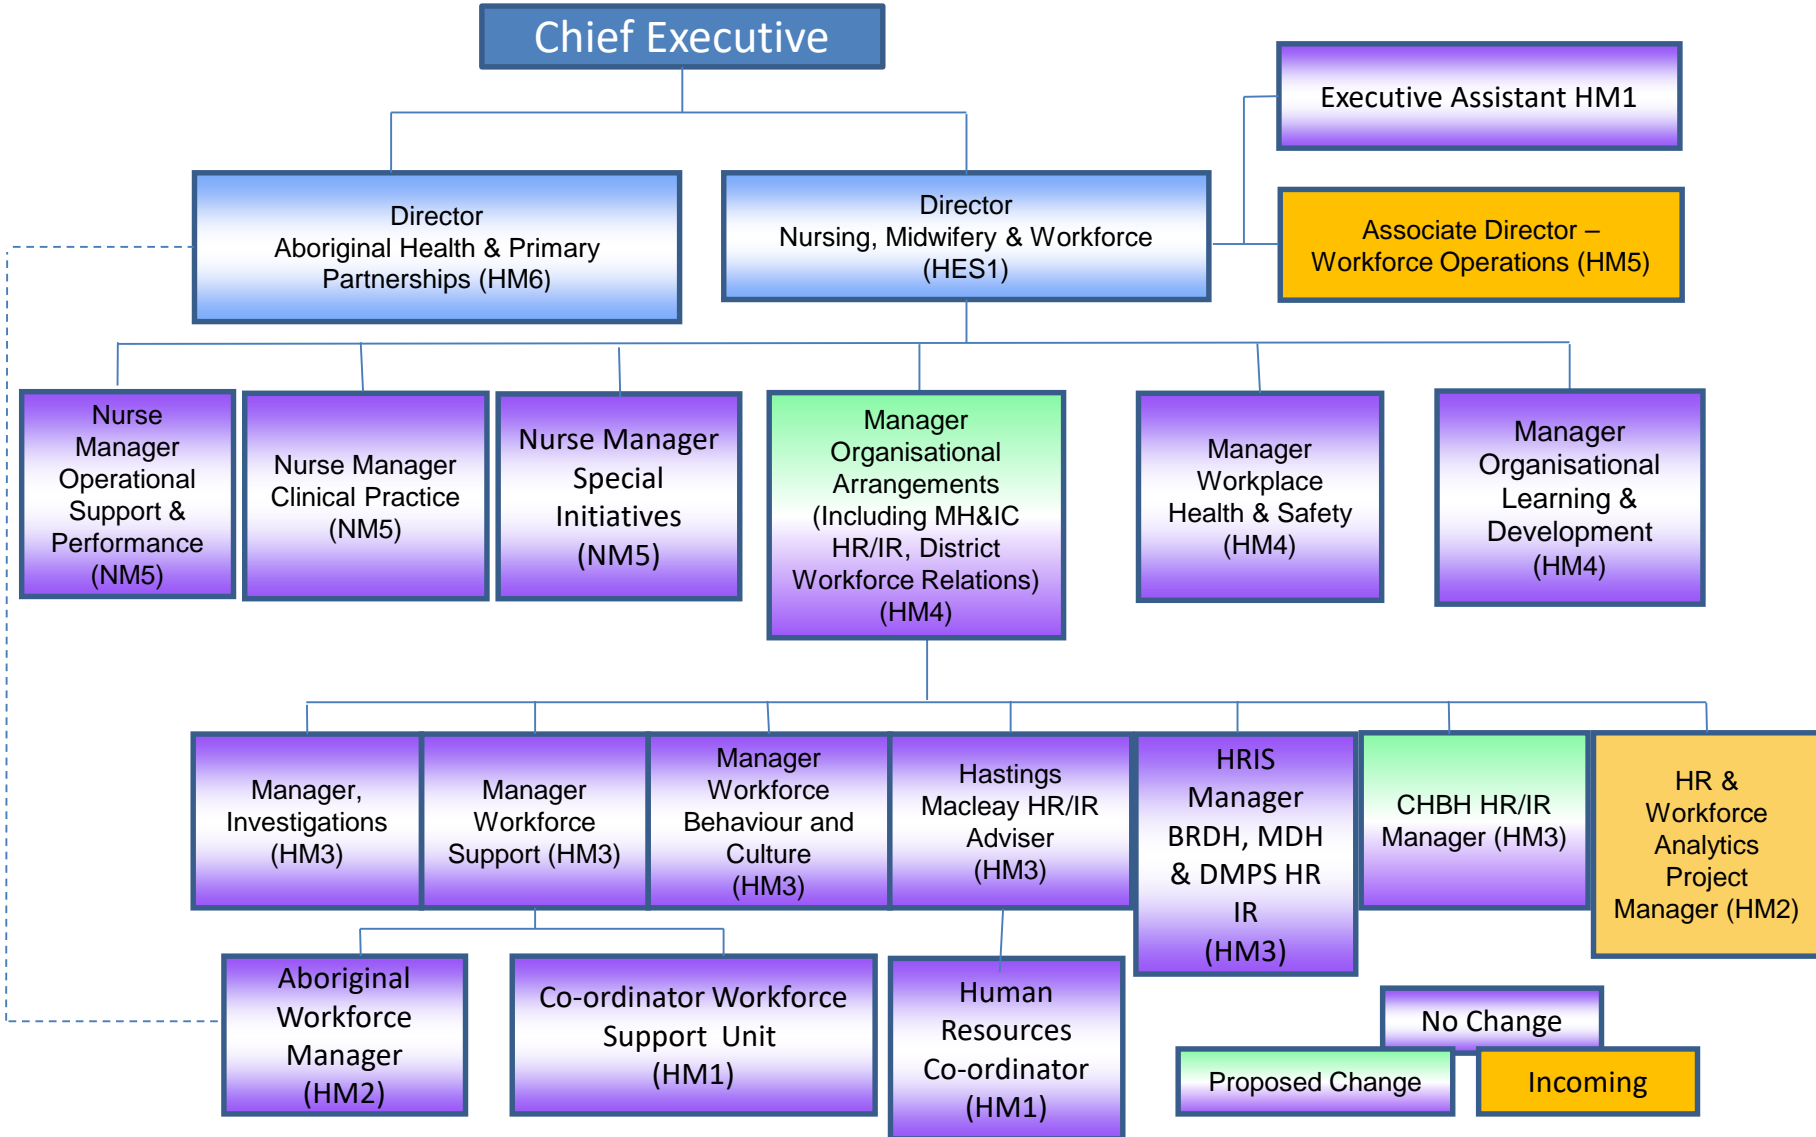 Chief Executive
Executive Assistant HM1
Director
Aboriginal Health & Primary
Partnerships (HM6)
Director
Nursing, Midwifery & Workforce
(HES1)
Associate Director –
Workforce Operations (HM5)
Nurse
Manager
Operational
Support &
Performance
(NM5)
Nurse Manager
Clinical Practice
(NM5)
Nurse Manager
Special
Initiatives
(NM5)
Manager
Organisational
Arrangements
(Including MH&IC
HR/IR, District
Workforce Relations)
(HM4)
Manager
Workplace
Health & Safety
(HM4)
Manager
Organisational
Learning &
Development
(HM4)
Manager,
Investigations
(HM3)
Manager
Workforce
Support (HM3)
Manager
Workforce
Behaviour and
Culture
(HM3)
Hastings
Macleay HR/IR
Adviser
(HM3)
HRIS
Manager
BRDH, MDH
& DMPS HR
IR
(HM3)
CHBH HR/IR
Manager (HM3)
HR &
Workforce
Analytics
Project
Manager (HM2)
Aboriginal
Workforce
Manager
(HM2)
Co-ordinator Workforce
Support Unit
(HM1)
Human
Resources
Co-ordinator
(HM1)
No Change
Proposed Change
Incoming